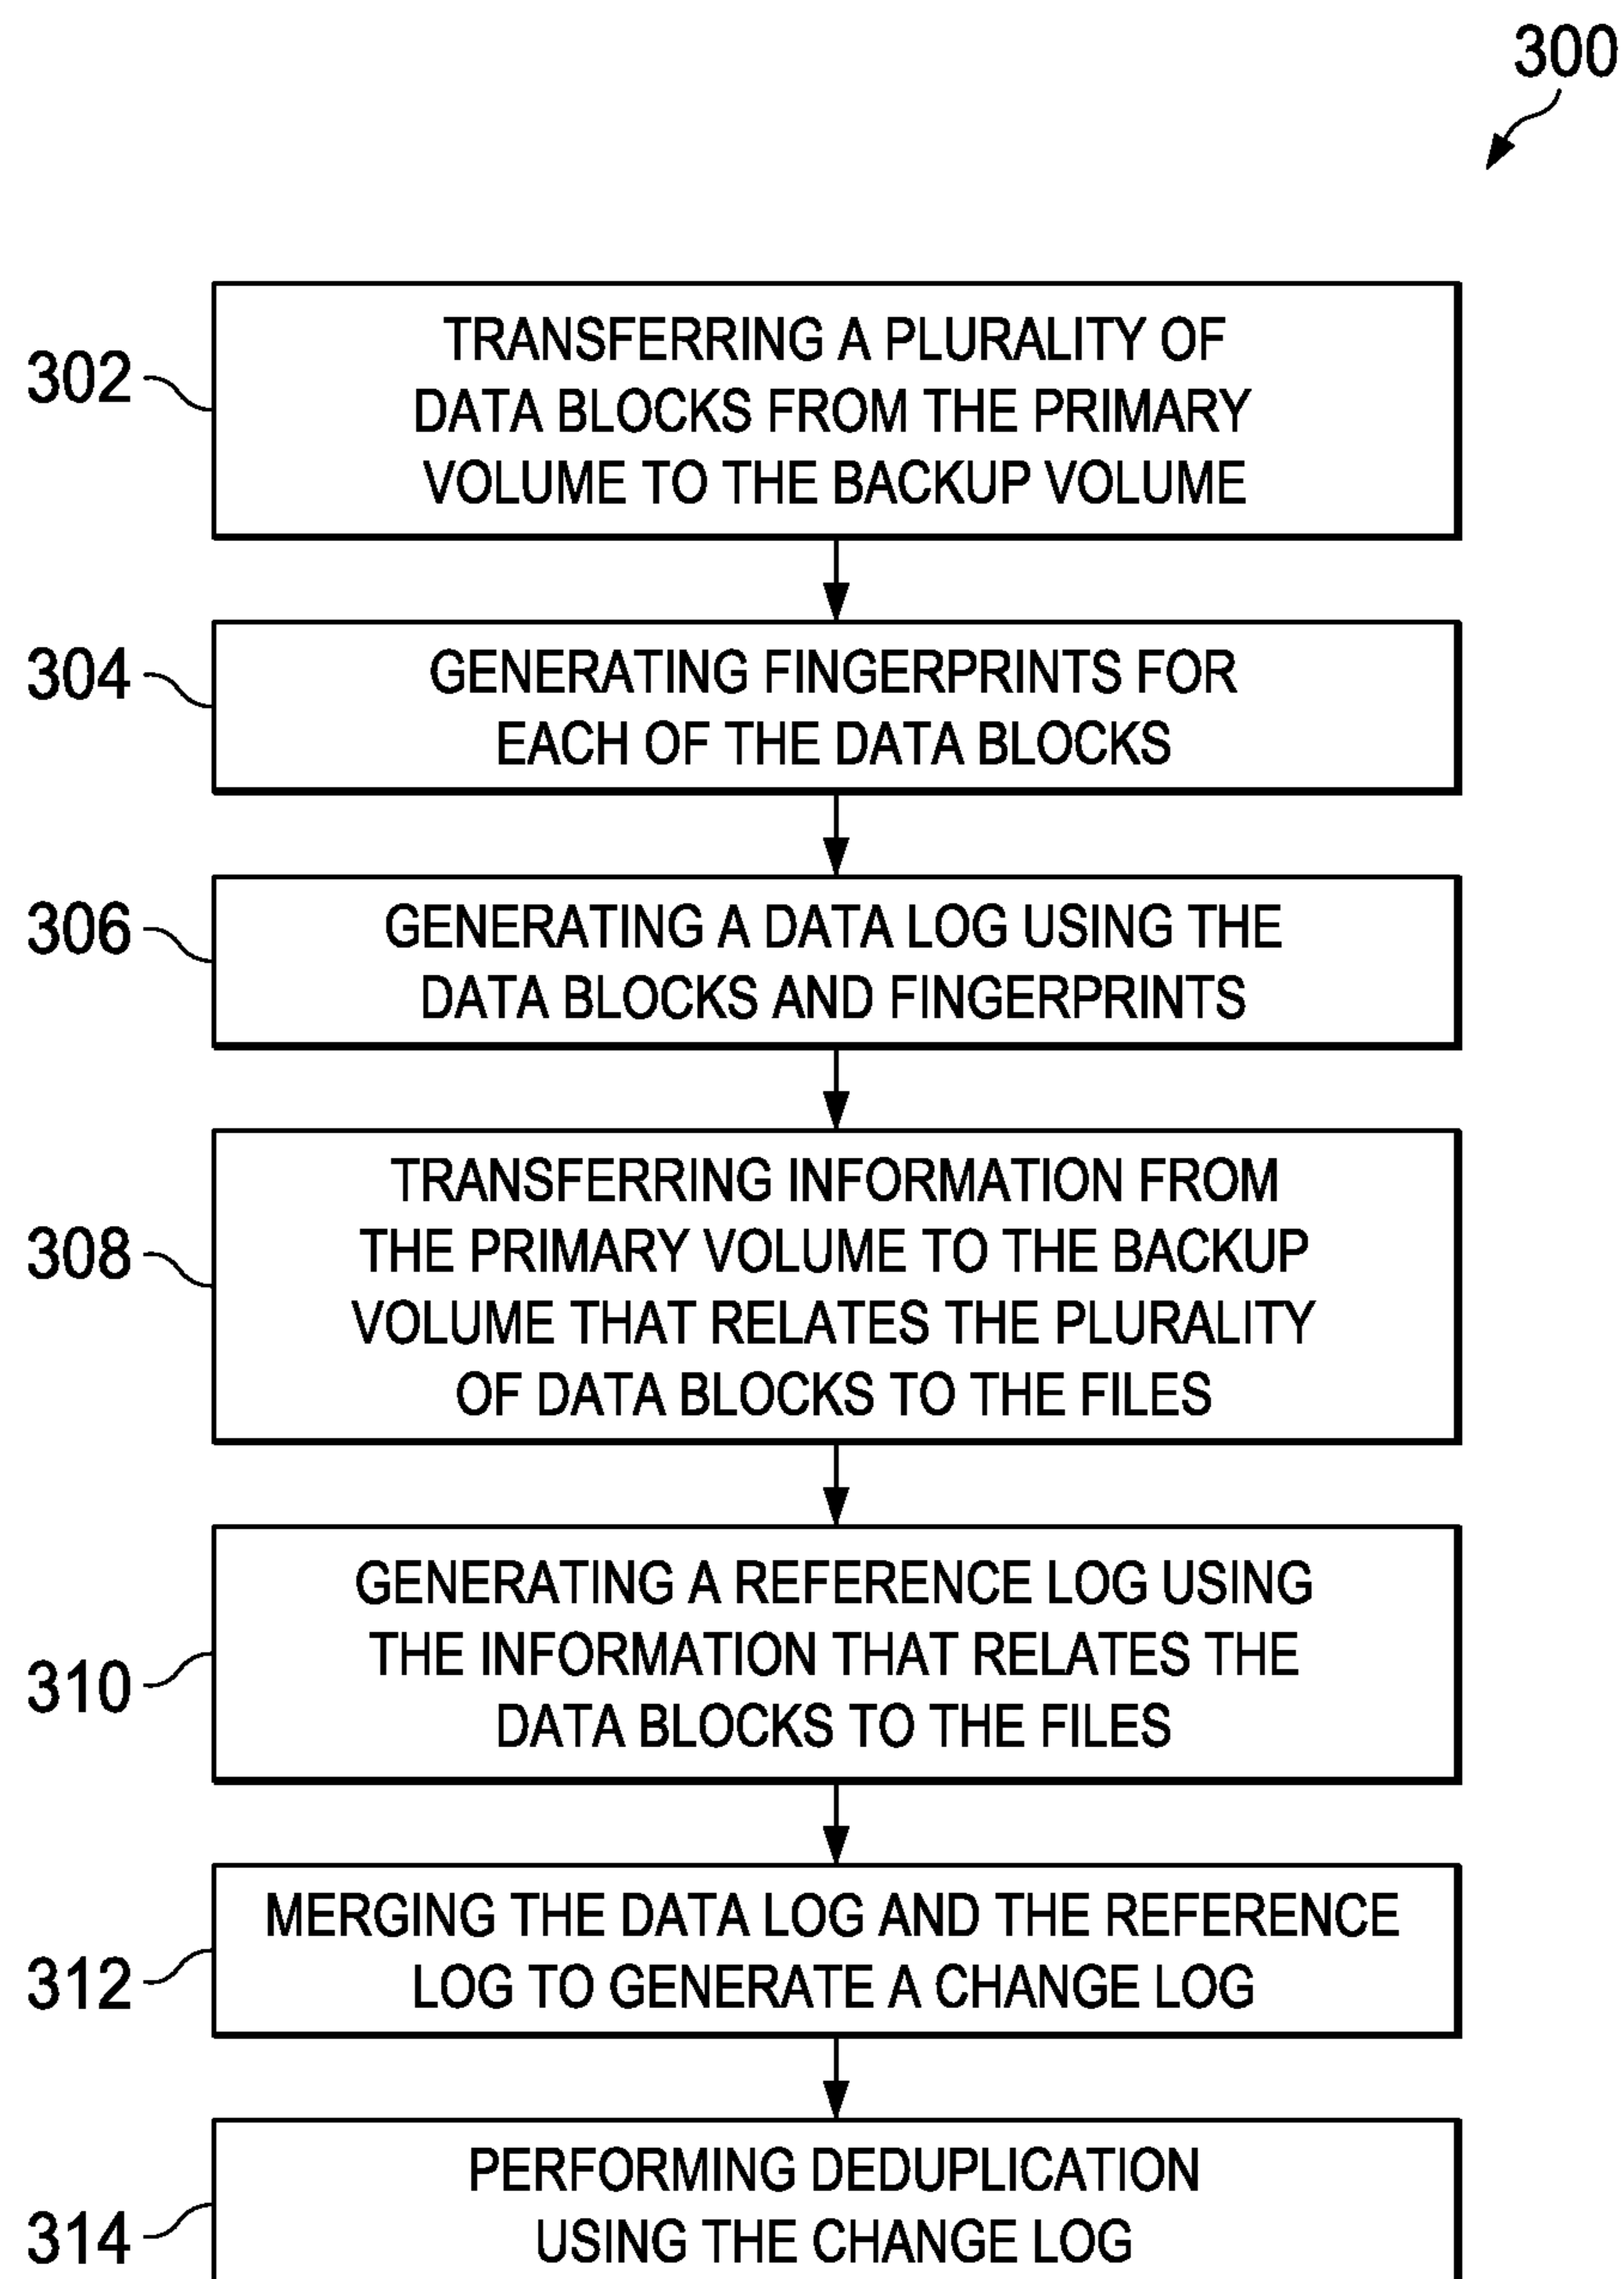 300
302
TRANSFERRING A PLURALITY OF
DATA BLOCKS FROM THE PRIMARY
VOLUME TO THE BACKUP VOLUME
304
GENERATING FINGERPRINTS FOR
EACH OF THE DATA BLOCKS
306
GENERATING A DATA LOG USING THE
DATA BLOCKS AND FINGERPRINTS
308
TRANSFERRING INFORMATION FROM
THE PRIMARY VOLUME TO THE BACKUP
VOLUME THAT RELATES THE PLURALITY
OF DATA BLOCKS TO THE FILES
310
GENERATING A REFERENCE LOG USING
THE INFORMATION THAT RELATES THE
DATA BLOCKS TO THE FILES
312
MERGING THE DATA LOG AND THE REFERENCE
LOG TO GENERATE A CHANGE LOG
314
PERFORMING DEDUPLICATION
USING THE CHANGE LOG